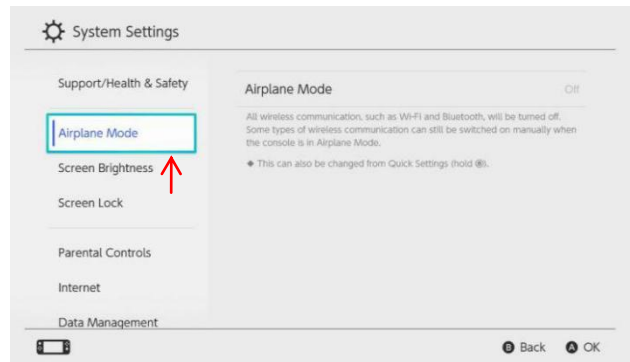 System Settings
Support/Health & Safety
Airplane Mode
Screen Brightness
Screen Lock
Parental Controls
Internet
Data Management
Airplane Mode Off
All wireless communication, such as Wi-Fi and Bluetooth, will be turned off.
Some types of wireless communication can still be switched on manually when
the console is in Airplane Mode.
◆ This can also be changed from Quick Settings (hold ).
B Back A OK